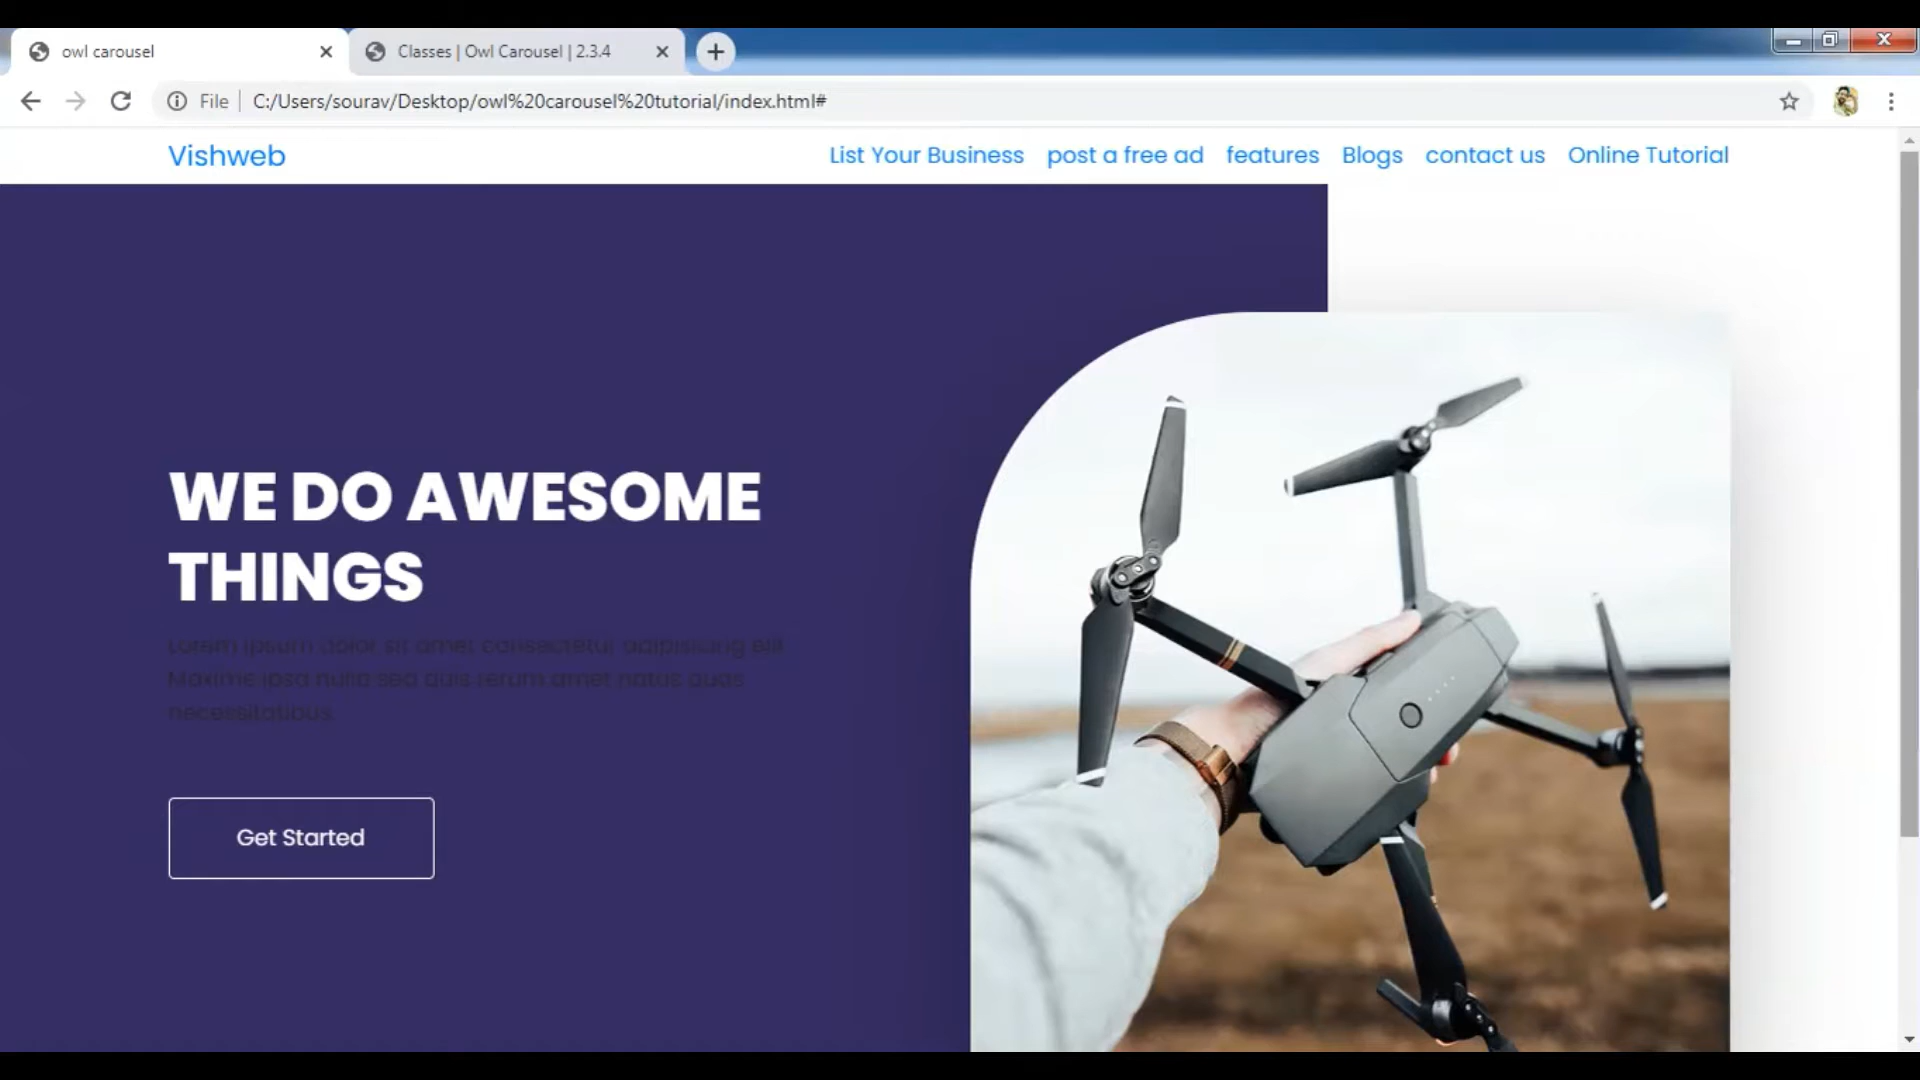 owl carousel
Classes | Owl Carousel | 2.3.4
File
C:/Users/sourav/Desktop/owl%20carousel%20tutorial/index.html#
Vishweb
List Your Business
post a free ad
features
Blogs
contact us
Online Tutorial
WE DO AWESOME
THINGS
Lorem ipsum dolor sit amet consectetur adipisicing elit.
Maxime ipsa nulla sed quis rerum amet natus quas
necessitatibus.
Get Started